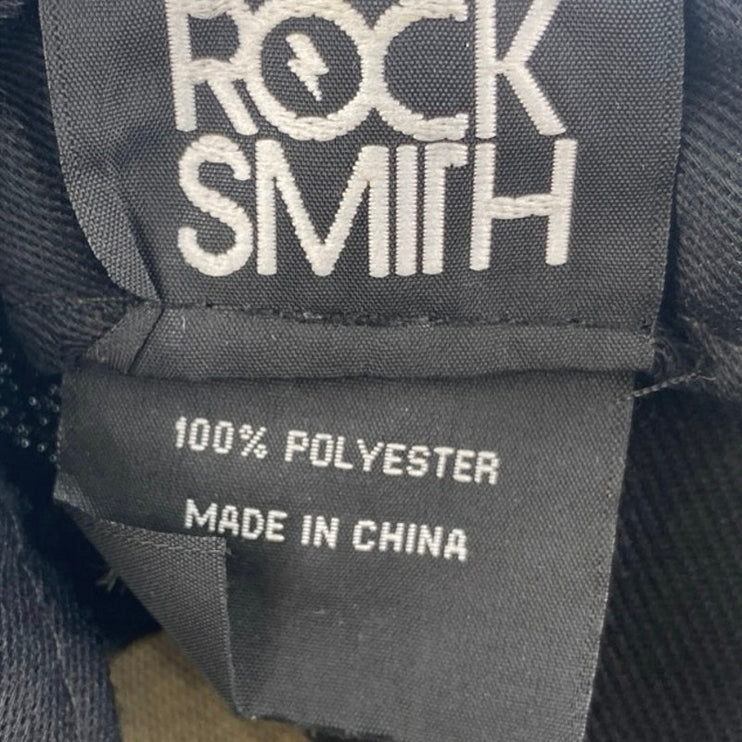 ROCK
SMITH
100% POLYESTER
MADE IN CHINA